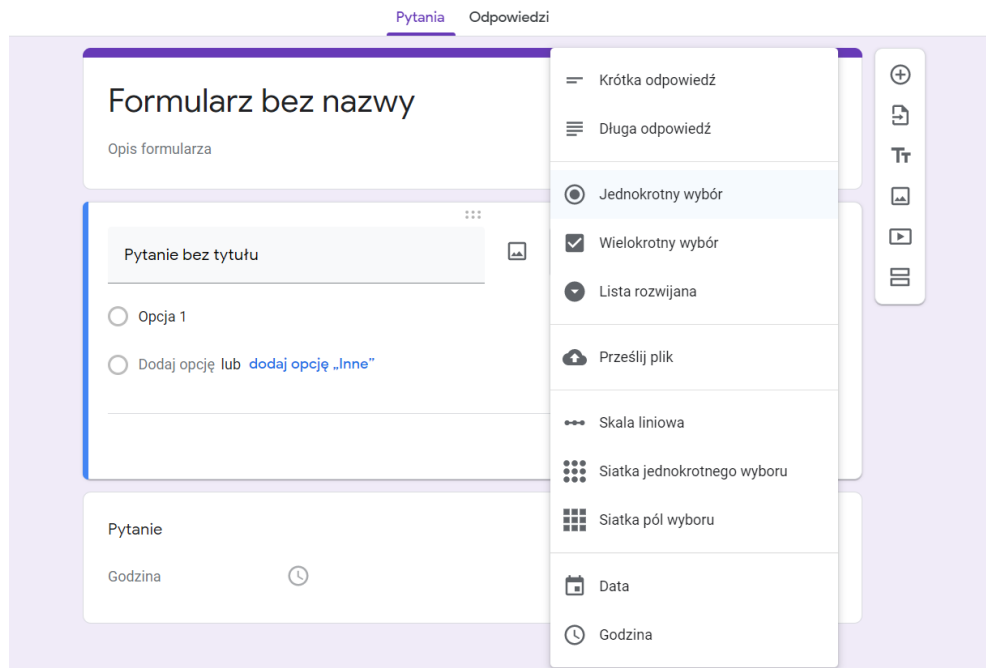 Pytania Odpowiedzi
Formularz bez nazwy
Opis formularza
Pytanie bez tytułu
Opcja 1
Dodaj opcję lub dodaj opcję „Inne”
Pytanie
Godzina
Krótka odpowiedź
Długa odpowiedź
Jednokrotny wybór
Wielokrotny wybór
Lista rozwijana
Prześlij plik
Skala liniowa
Siatka jednokrotnego wyboru
Siatka pól wyboru
Data
Godzina
Tт